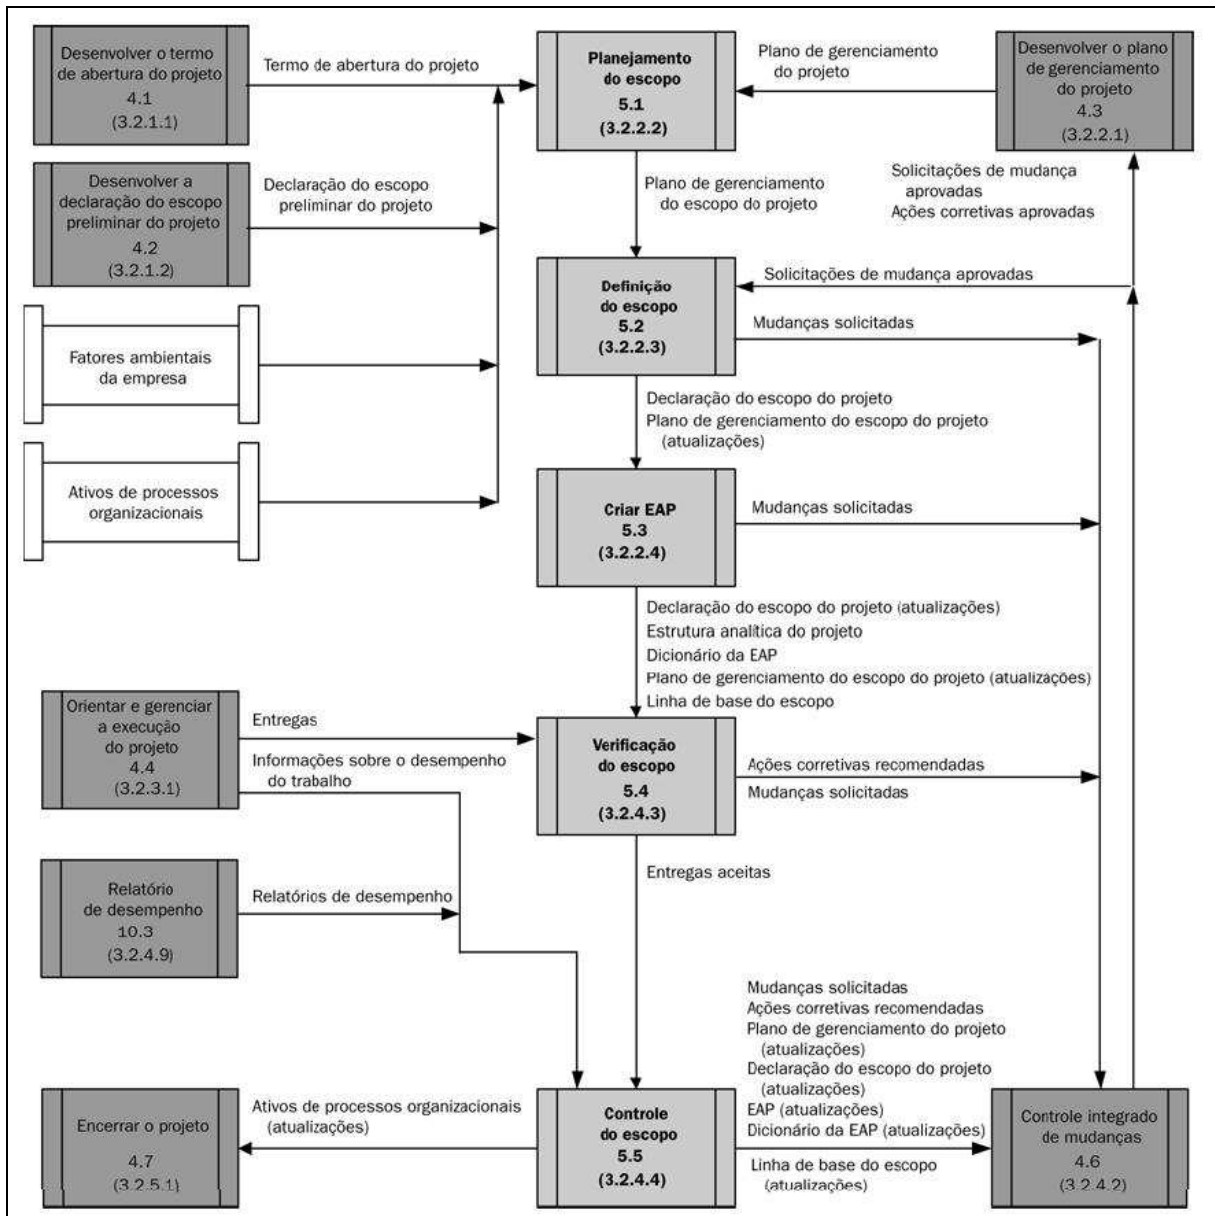 Desenvolver o termo
de abertura do projeto
4.1
(3.2.1.1)
Termo de abertura do projeto
Planejamento
do escopo
5.1
(3.2.2.2)
Plano de gerenciamento
do projeto
Desenvolver o plano
de gerenciamento
do projeto
4.3
(3.2.2.1)
Desenvolver a
declaração do escopo
preliminar do projeto
4.2
(3.2.1.2)
Declaração do escopo
preliminar do projeto
Plano de gerenciamento
do escopo do projeto
Solicitações de mudança
aprovadas
Ações corretivas aprovadas
Fatores ambientais
da empresa
Definição
do escopo
5.2
(3.2.2.3)
Solicitações de mudança aprovadas
Mudanças solicitadas
Declaração do escopo do projeto
Plano de gerenciamento do escopo do projeto
(atualizações)
Ativos de processos
organizacionais
Criar EAP
5.3
(3.2.2.4)
Mudanças solicitadas
Declaração do escopo do projeto (atualizações)
Estrutura analítica do projeto
Dicionário da EAP
Plano de gerenciamento do escopo do projeto (atualizações)
Linha de base do escopo
Orientar e gerenciar
a execução
do projeto
4.4
(3.2.3.1)
Entregas
Informações sobre o desempenho
do trabalho
Verificação
do escopo
5.4
(3.2.4.3)
Ações corretivas recomendadas
Mudanças solicitadas
Relatório
de desempenho
10.3
(3.2.4.9)
Relatórios de desempenho
Entregas aceitas
Mudanças solicitadas
Ações corretivas recomendadas
Plano de gerenciamento do projeto
(atualizações)
Declaração do escopo do projeto
(atualizações)
EAP (atualizações)
Dicionário da EAP (atualizações)
Linha de base do escopo
(atualizações)
Encerrar o projeto
4.7
(3.2.5.1)
Ativos de processos organizacionais
(atualizações)
Controle
do escopo
5.5
(3.2.4.4)
Controle integrado
de mudanças
4.6
(3.2.4.2)